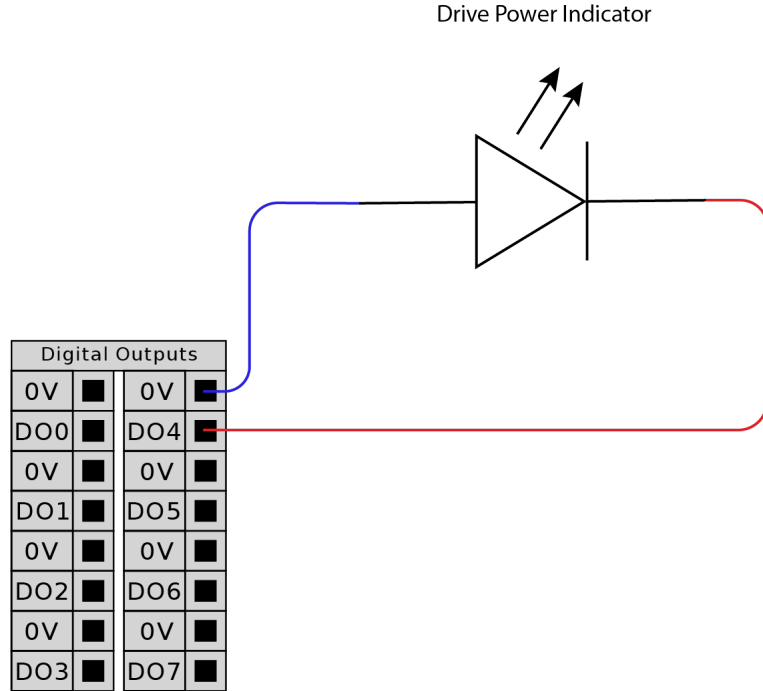 Drive Power Indicator
Digital Outputs
0V 0V
DO0 DO4
0V 0V
DO1 DO5
0V 0V
DO2 DO6
0V 0V
DO3 DO7